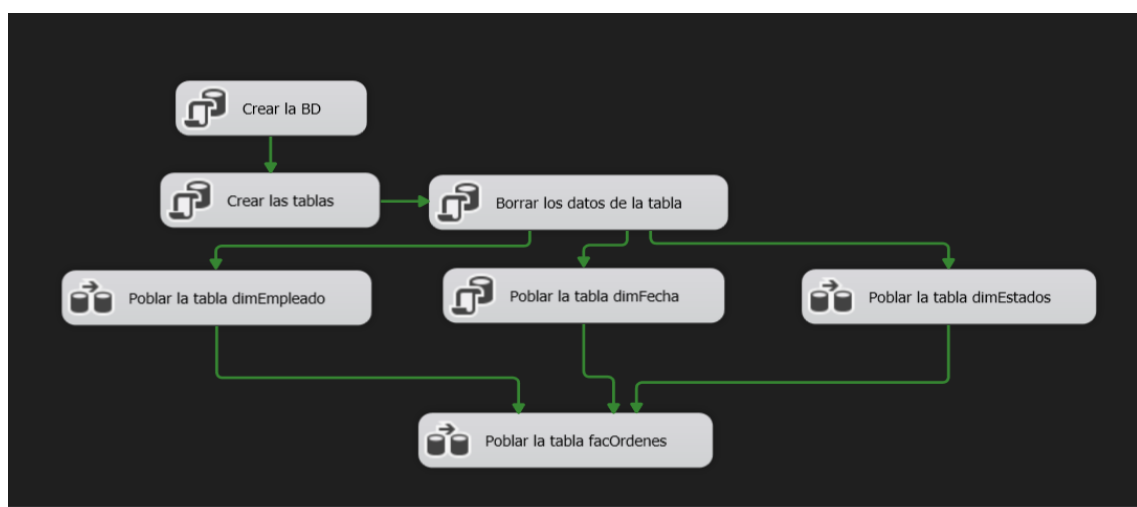 Crear la BD
Crear las tablas
Borrar los datos de la tabla
Poblar la tabla dimEmpleado
Poblar la tabla dimFecha
Poblar la tabla dimEstados
Poblar la tabla facOrdenes